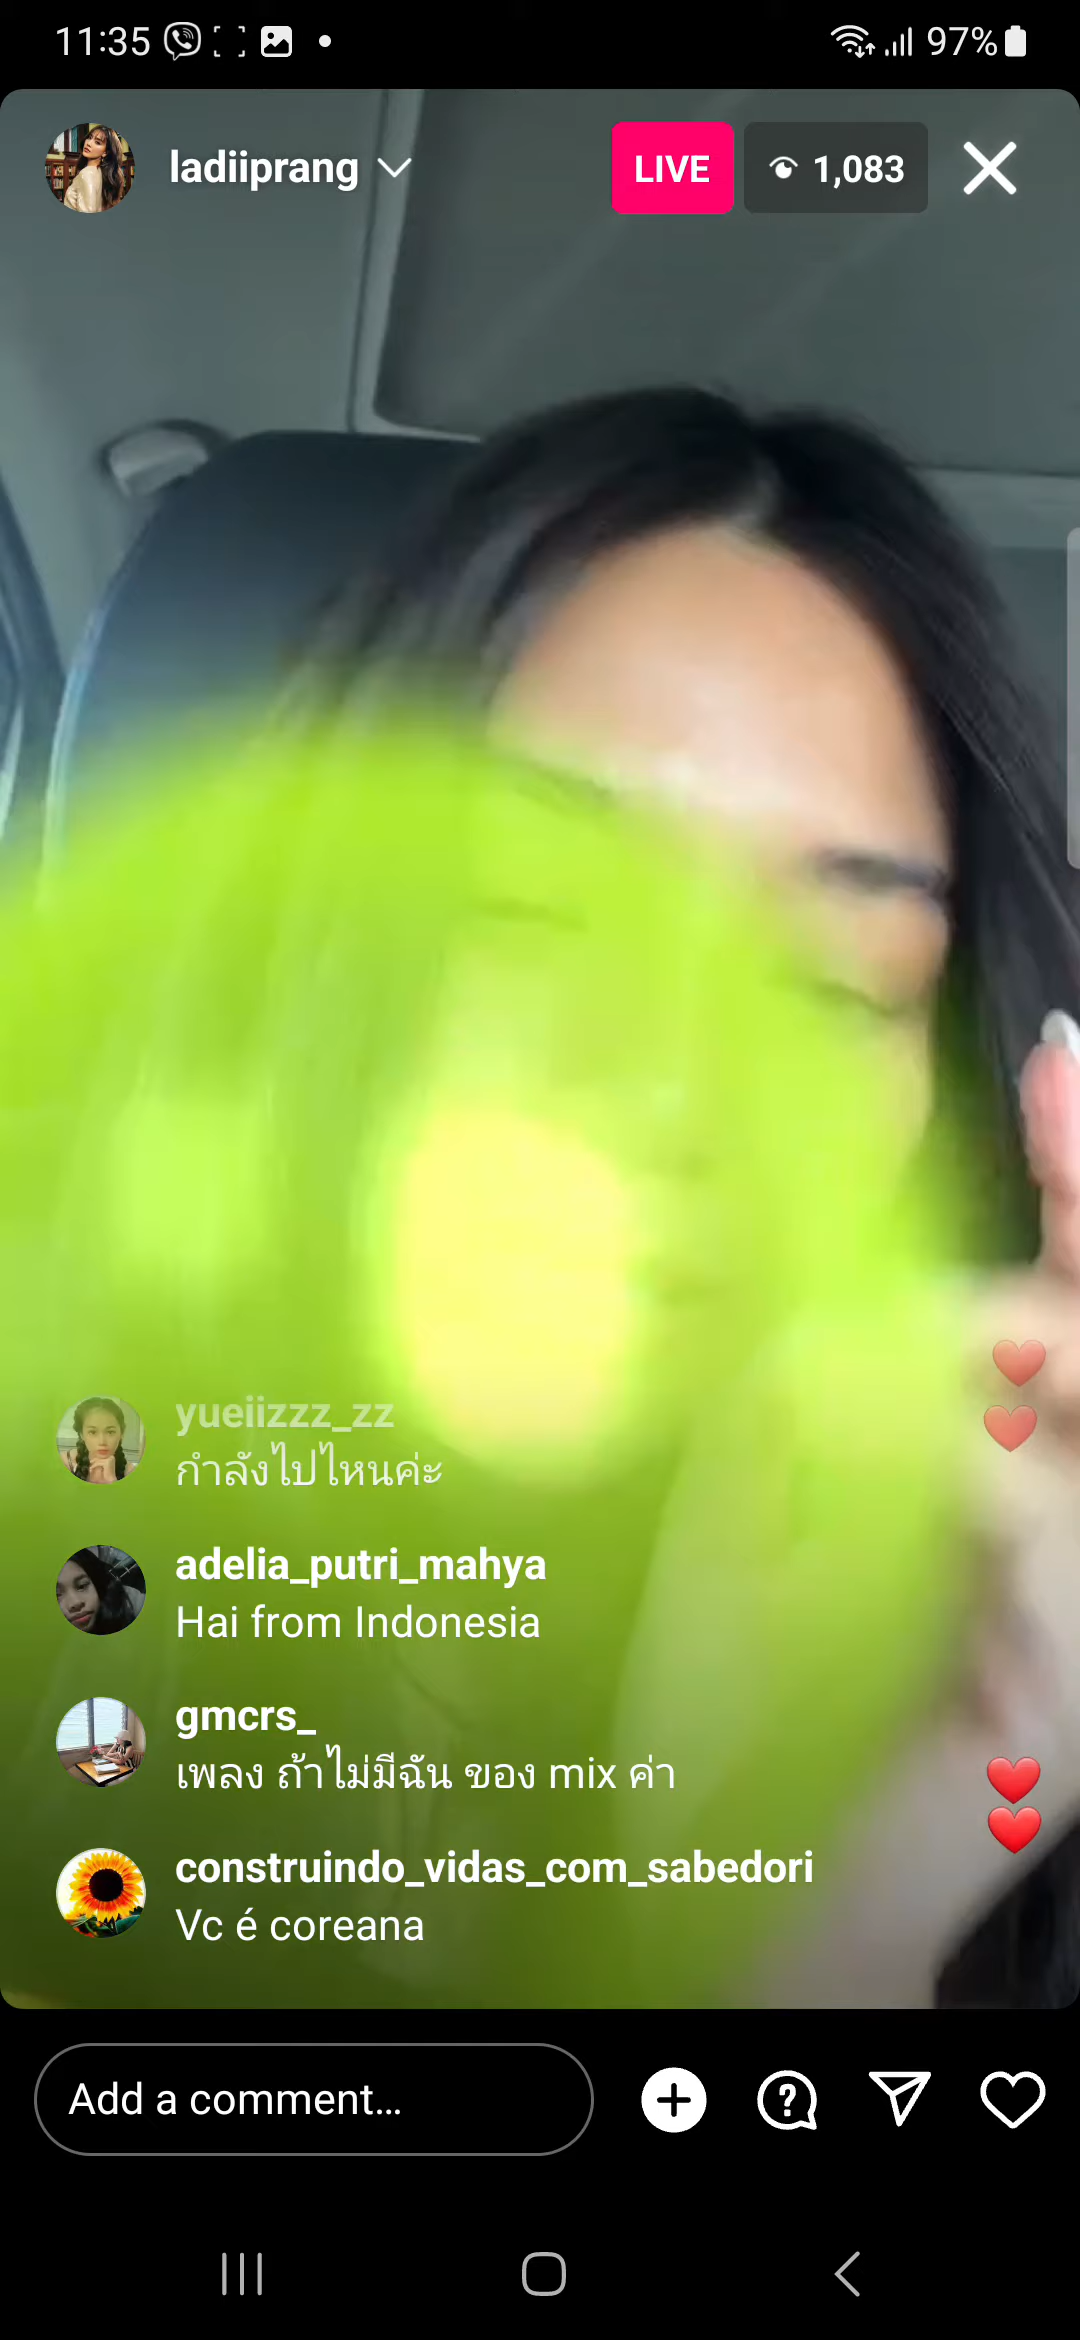 11:35
97%
ladiiprang
LIVE
1,083
yueiizzz_zz
กำลังไปไหนค่ะ
adelia_putri_mahya
Hai from Indonesia
gmcrs_
เพลง ถ้าไม่มีฉัน ของ mix ค่า
construindo_vidas_com_sabedori
Vc é coreana
Add a comment...